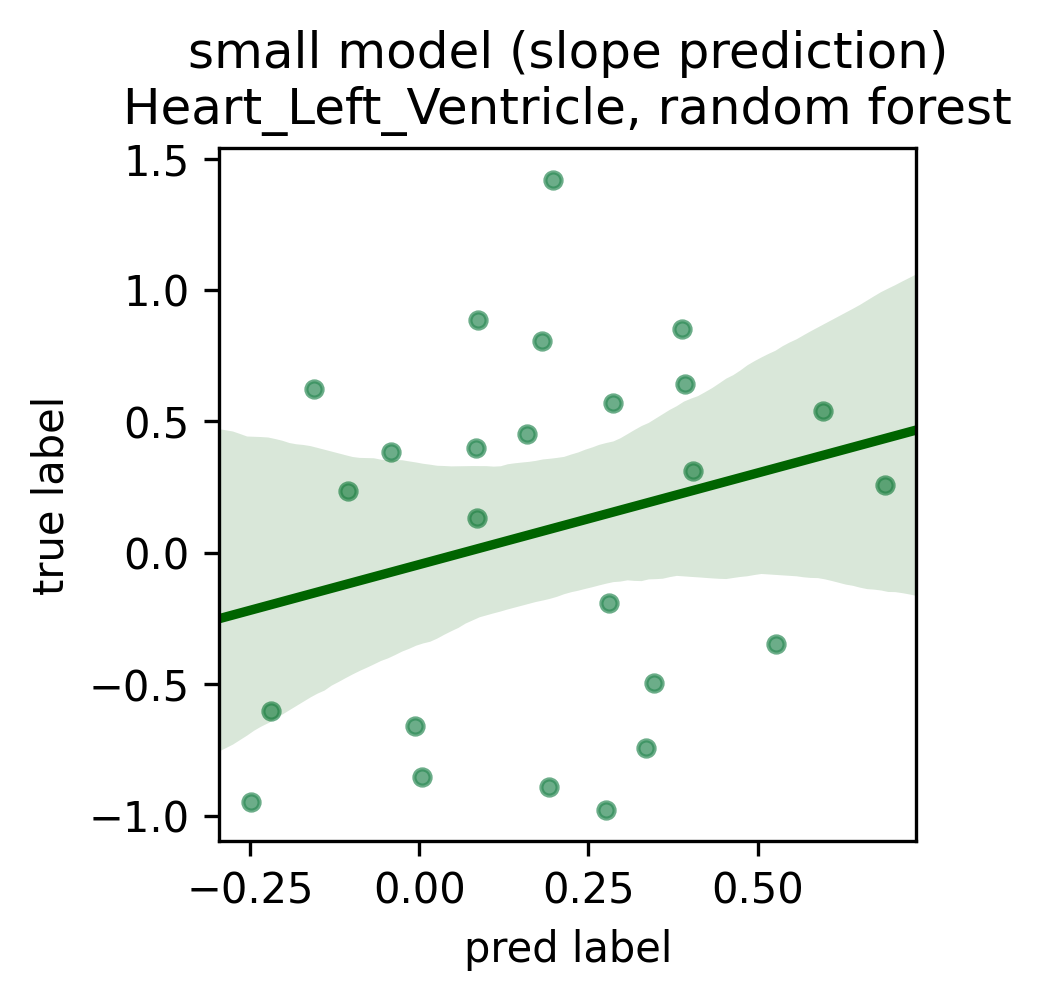 small model (slope prediction)
Heart_Left_Ventricle, random forest
1.5
1.0
0.5
0.0
−0.5
−1.0
true label
−0.25
0.00
0.25
0.50
pred label